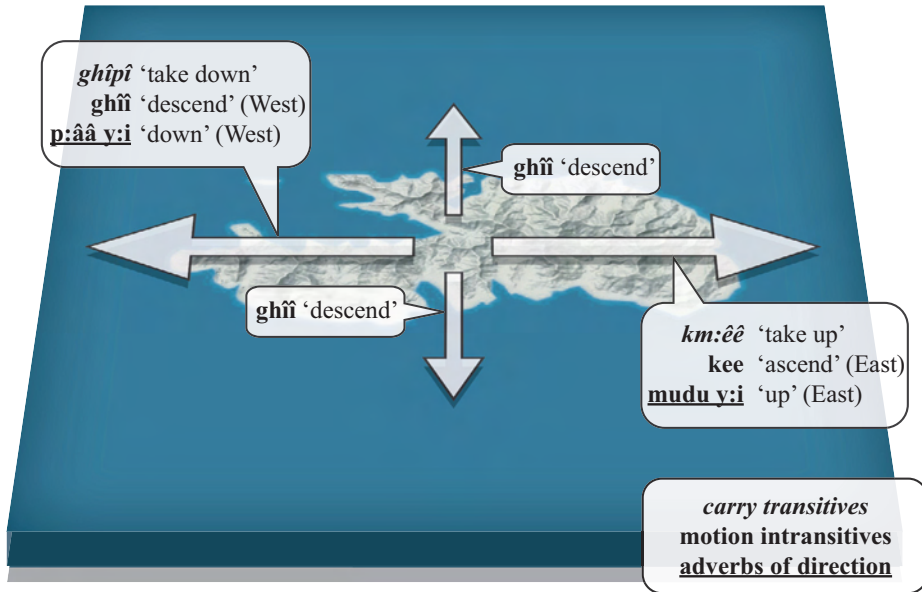 ghîpî ‘take down’
ghîî ‘descend’ (West)
p:ââ y:i ‘down’ (West)
ghîî ‘descend’
ghîî ‘descend’
km:êê ‘take up’
kee ‘ascend’ (East)
mudu y:i ‘up’ (East)
carry transitives
motion intransitives
adverbs of direction